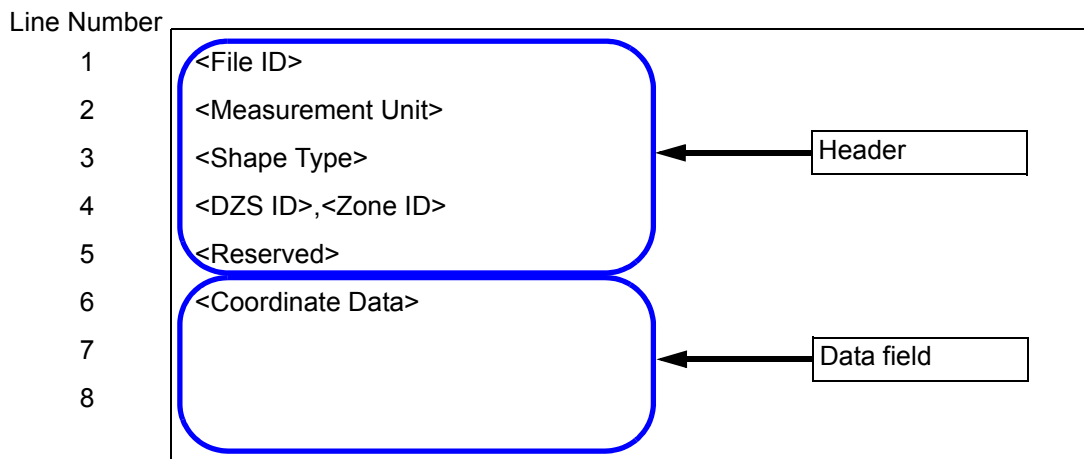 Line Number
1 <File ID>
2 <Measurement Unit>
3 <Shape Type> Header
4 <DZS ID>,<Zone ID>
5 <Reserved>
6 <Coordinate Data>
7 Data field
8